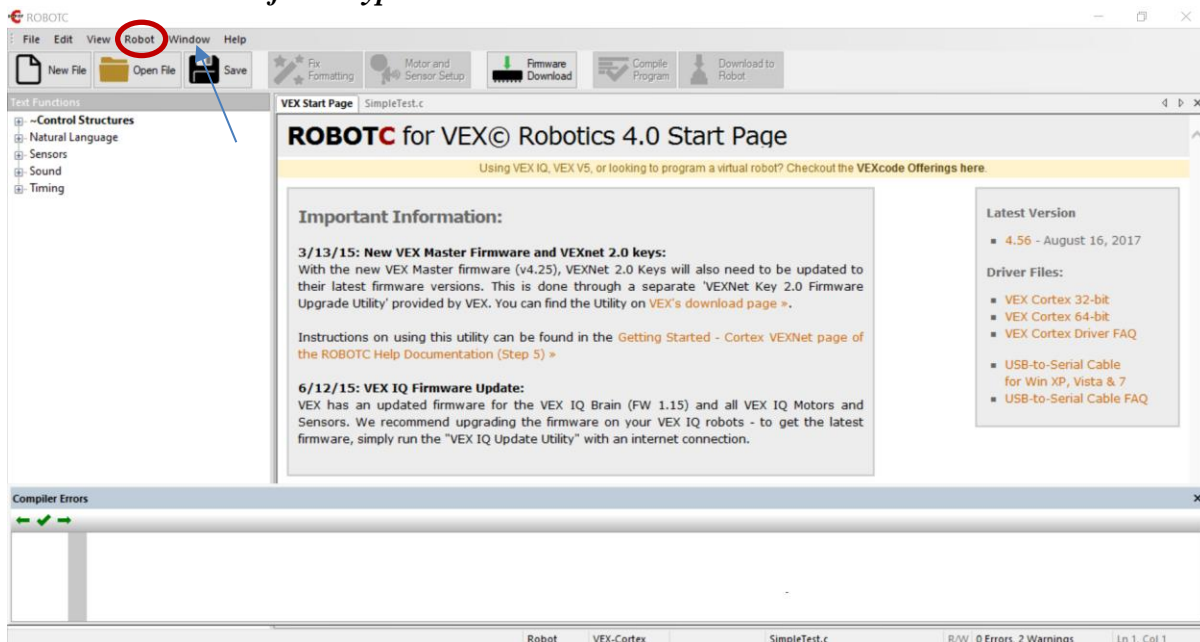 ROBOTC
File Edit View Robot Window Help
New File Open File Save Fix Formatting Motor and Sensor Setup Firmware Download Compile Program Download to Robot
Text Functions
~Control Structures
Natural Language
Sensors
Sound
Timing
VEX Start Page SimpleTest.c
ROBOTC for VEX© Robotics 4.0 Start Page
Using VEX IQ, VEX V5, or looking to program a virtual robot? Checkout the VEXcode Offerings here.
Important Information:
3/13/15: New VEX Master Firmware and VEXnet 2.0 keys:
With the new VEX Master firmware (v4.25), VEXNet 2.0 Keys will also need to be updated to
their latest firmware versions. This is done through a separate 'VEXNet Key 2.0 Firmware
Upgrade Utility' provided by VEX. You can find the Utility on VEX's download page ».
Instructions on using this utility can be found in the Getting Started - Cortex VEXNet page of
the ROBOTC Help Documentation (Step 5) »
6/12/15: VEX IQ Firmware Update:
VEX has an updated firmware for the VEX IQ Brain (FW 1.15) and all VEX IQ Motors and
Sensors. We recommend upgrading the firmware on your VEX IQ robots - to get the latest
firmware, simply run the "VEX IQ Update Utility" with an internet connection.
Latest Version
4.56 - August 16, 2017
Driver Files:
VEX Cortex 32-bit
VEX Cortex 64-bit
VEX Cortex Driver FAQ
USB-to-Serial Cable
for Win XP, Vista & 7
USB-to-Serial Cable FAQ
Compiler Errors
Robot VEX-Cortex SimpleTest.c R/W 0 Errors, 2 Warnings Ln 1, Col 1